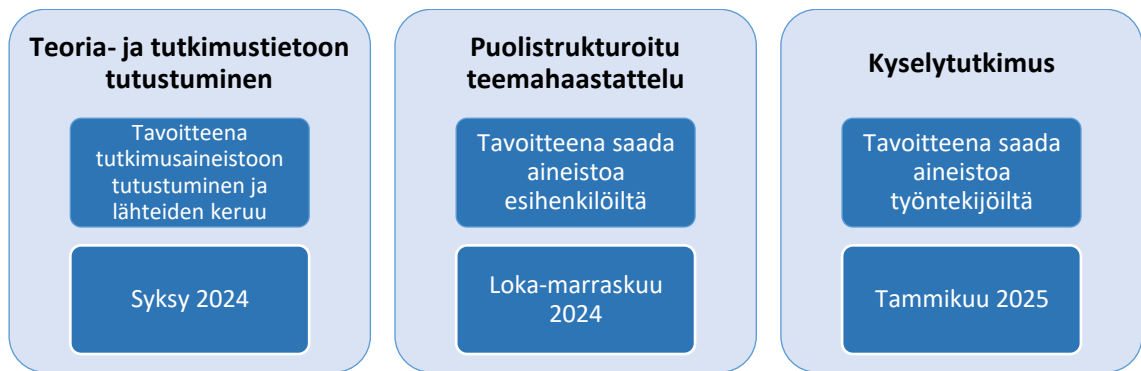 Teoria- ja tutkimustietoon
tutustuminen
Tavoitteena
tutkimusaineistoon
tutustuminen ja
lähteiden keruu
Syksy 2024
Puolistrukturoitu
teemahaastattelu
Tavoitteena saada
aineistoa
esihenkilöiltä
Loka-marraskuu
2024
Kyselytutkimus
Tavoitteena saada
aineistoa
työntekijöiltä
Tammikuu 2025